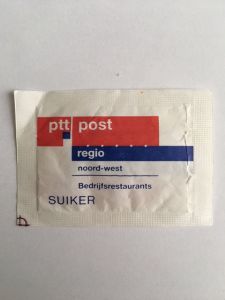 ptt post
regio
noord-west
Bedrijfsrestaurants
SUIKER